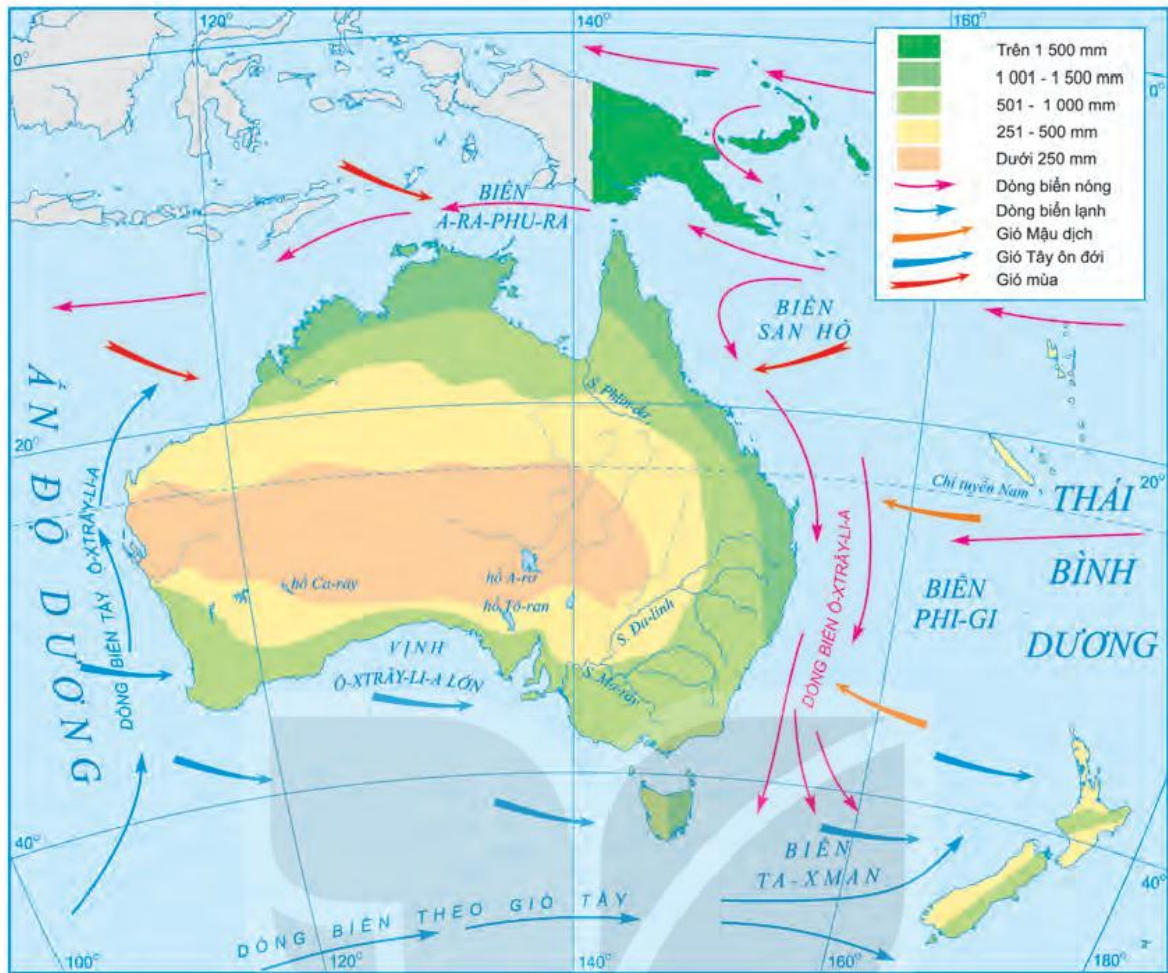 120°
140°
160°
0°
0°
Trên 1 500 mm
1 001 - 1 500 mm
501 - 1 000 mm
251 - 500 mm
Dưới 250 mm
Dòng biển nóng
Dòng biển lạnh
Gió Mậu dịch
Gió Tây ôn đới
Gió mùa
BIỂN
A-RA-PHU-RA
BIỂN
SAN HÔ
S. Phlin-đơ
20°
20°
Chí tuyến Nam
ẤN ĐỘ DƯƠNG
DÒNG BIỂN TÂY Ô-XTRÂY-LI-A
THÁI
BÌNH
DƯƠNG
hồ Ca-rây
hồ A-rơ
hồ Tô-ran
S. Đa-linh
S. Mơ-rây
DÒNG BIỂN Ô-XTRÂY-LI-A
BIỂN
PHI-GI
VỊNH
Ô-XTRÂY-LI-A LỚN
40°
40°
BIỂN
TA-XMAN
DÒNG BIỂN THEO GIÓ TÂY
100°
120°
140°
160°
180°